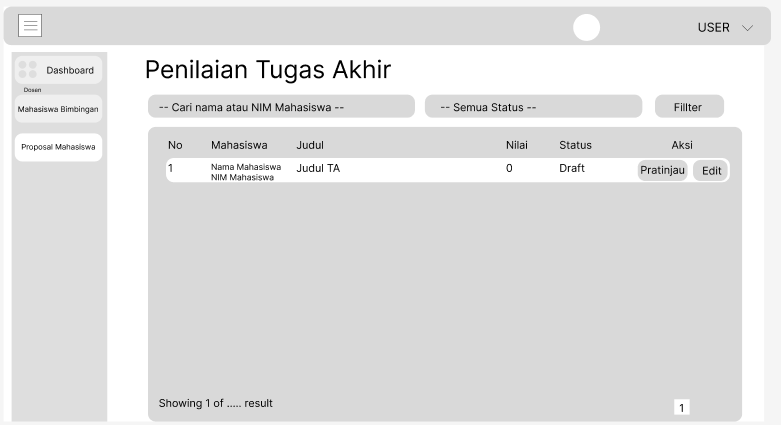 USER
Dashboard
Dosen
Mahasiswa Bimbingan
Proposal Mahasiswa
Penilaian Tugas Akhir
-- Cari nama atau NIM Mahasiswa --
-- Semua Status --
Fillter
No Mahasiswa Judul Nilai Status Aksi
1 Nama Mahasiswa Judul TA 0 Draft Pratinjau Edit
NIM Mahasiswa
Showing 1 of ..... result
1